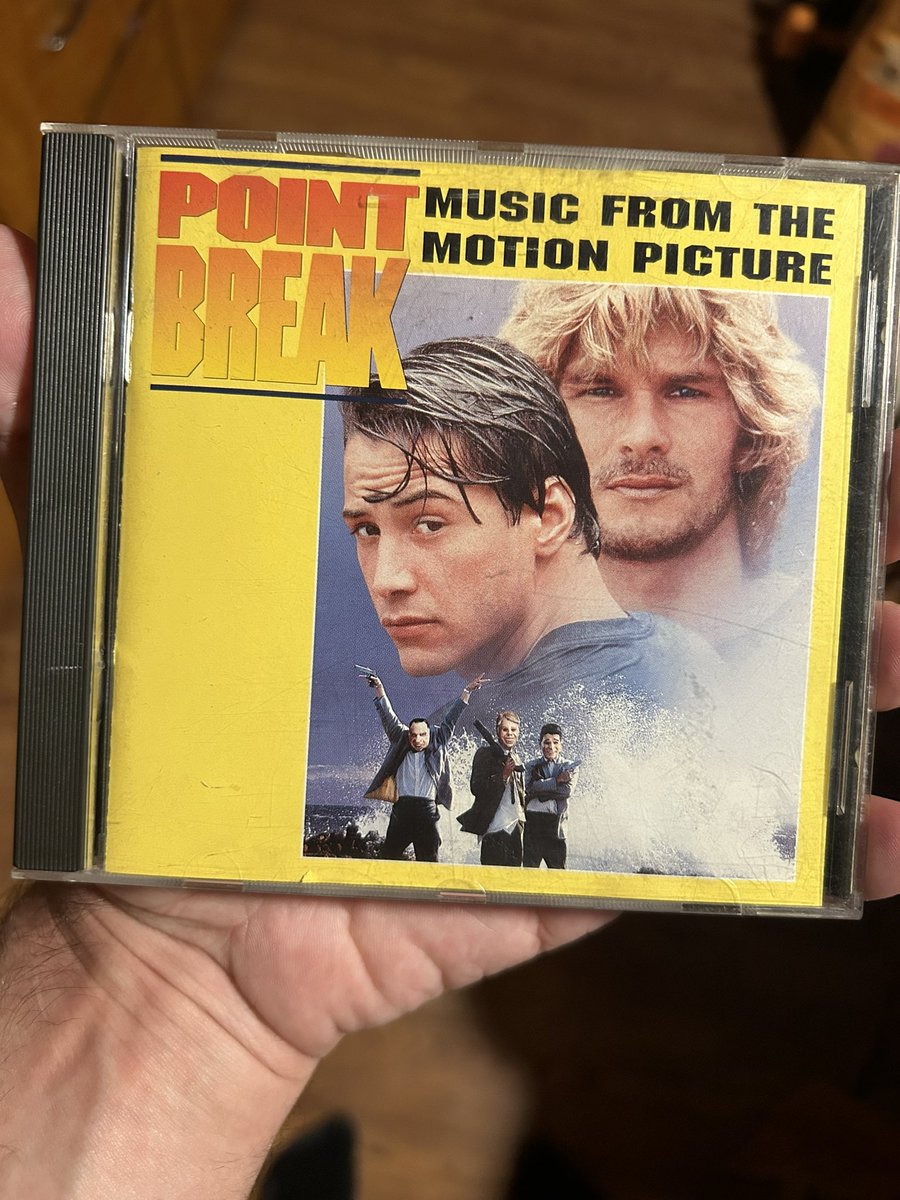 POINT
BREAK
MUSIC FROM THE
MOTION PICTURE